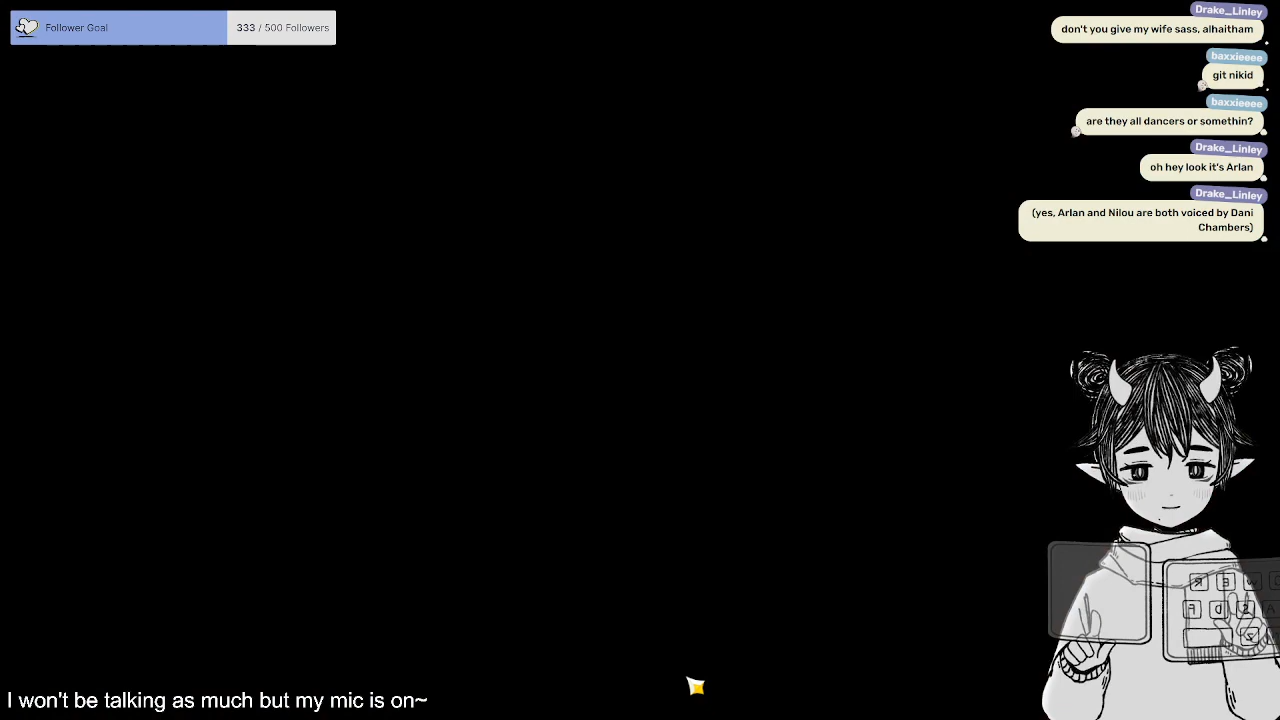 Follower Goal
333 / 500 Followers
Drake_Linley
don't you give my wife sass, alhaitham
baxxieeee
git nikid
baxxieeee
are they all dancers or somethin?
Drake_Linley
oh hey look it's Arlan
Drake_Linley
(yes, Arlan and Nilou are both voiced by Dani
Chambers)
R E W
F D S A
Z
I won't be talking as much but my mic is on~